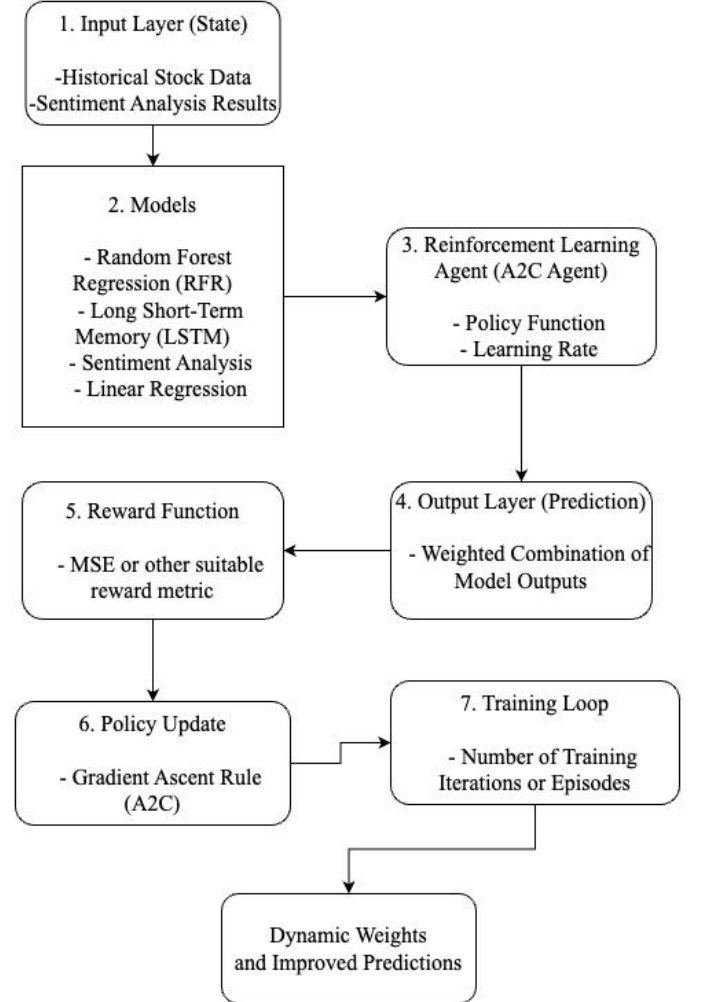 1. Input Layer (State)
-Historical Stock Data
-Sentiment Analysis Results
2. Models
- Random Forest
Regression (RFR)
- Long Short-Term
Memory (LSTM)
- Sentiment Analysis
- Linear Regression
3. Reinforcement Learning
Agent (A2C Agent)
- Policy Function
- Learning Rate
4. Output Layer (Prediction)
- Weighted Combination of
Model Outputs
5. Reward Function
- MSE or other suitable
reward metric
6. Policy Update
- Gradient Ascent Rule
(A2C)
7. Training Loop
- Number of Training
Iterations or Episodes
Dynamic Weights
and Improved Predictions